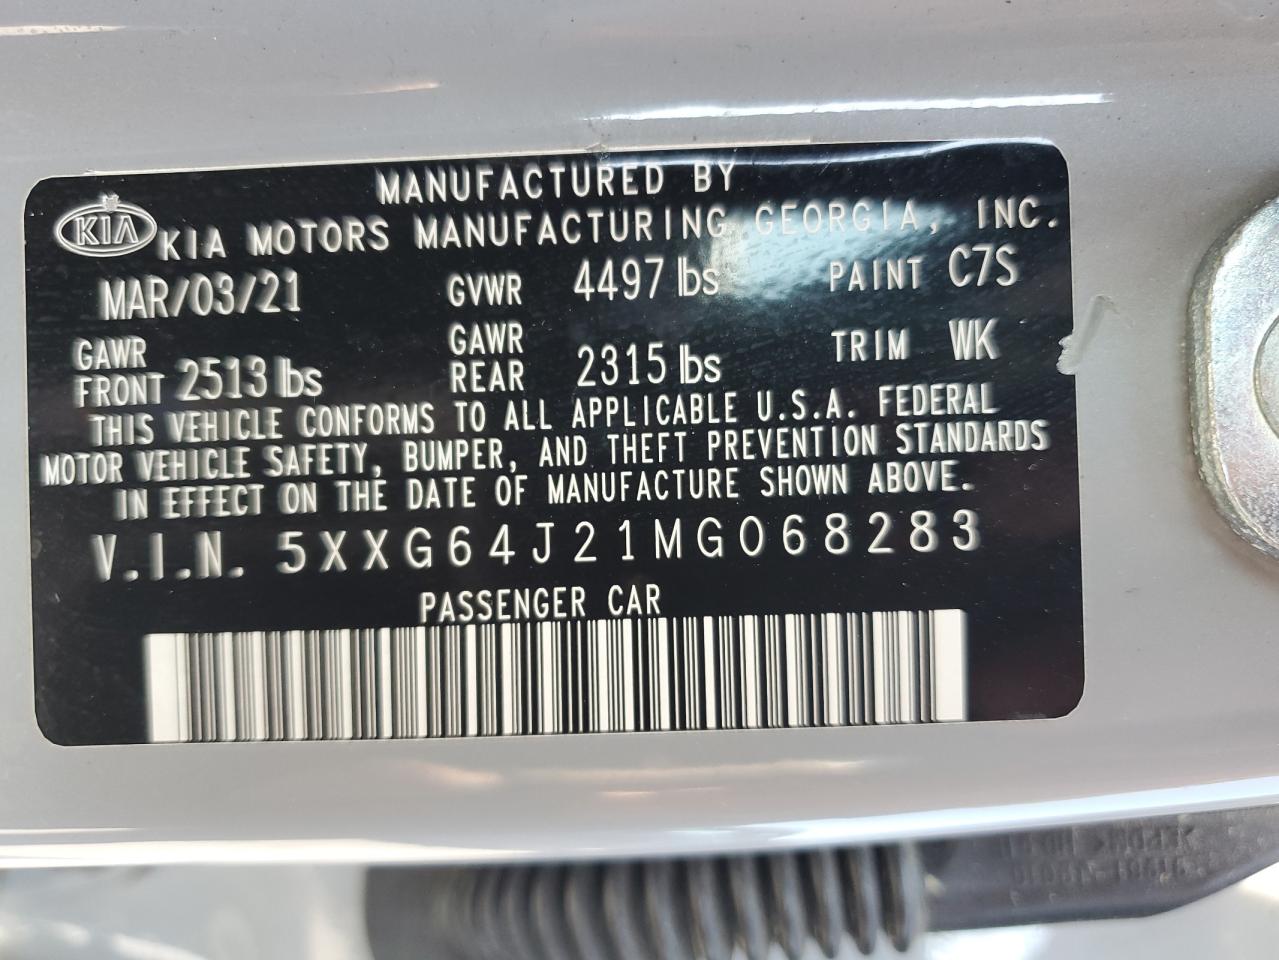 MANUFACTURED BY
KIA KIA MOTORS MANUFACTURING GEORGIA, INC.
MAR/03/21 GVWR 4497 lbs PAINT C7S
GAWR FRONT 2513 lbs GAWR REAR 2315 lbs TRIM WK
THIS VEHICLE CONFORMS TO ALL APPLICABLE U.S.A. FEDERAL
MOTOR VEHICLE SAFETY, BUMPER, AND THEFT PREVENTION STANDARDS
IN EFFECT ON THE DATE OF MANUFACTURE SHOWN ABOVE.
V.I.N. 5XXG64J21MG068283
PASSENGER CAR